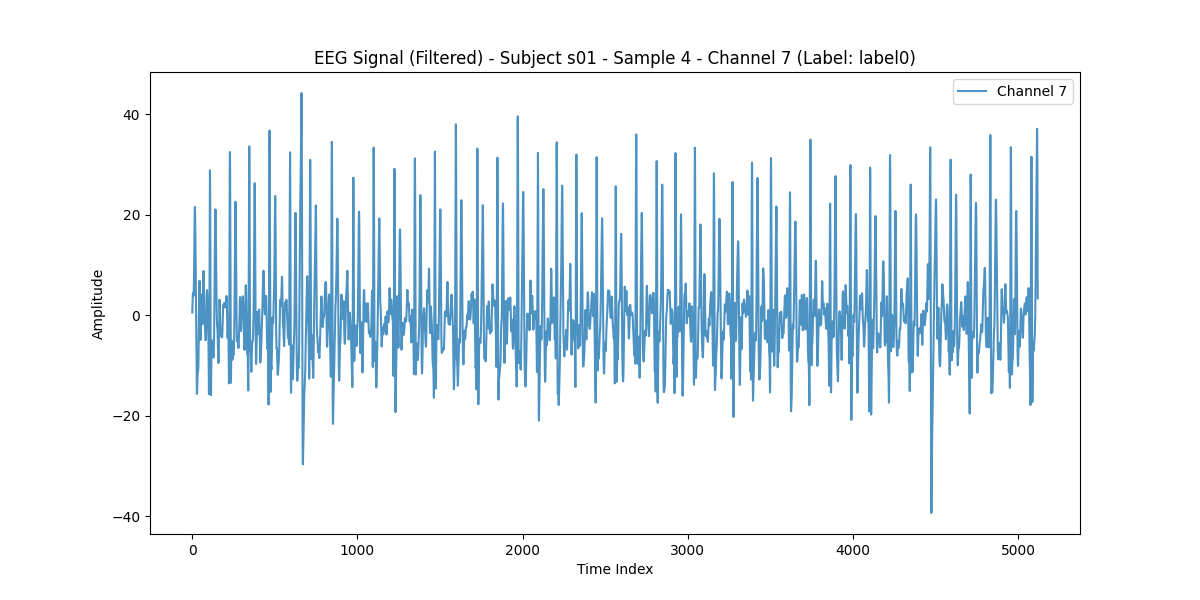 EEG Signal (Filtered) - Subject s01 - Sample 4 - Channel 7 (Label: label0)
Channel 7
Amplitude
40
20
0
−20
−40
0 1000 2000 3000 4000 5000
Time Index